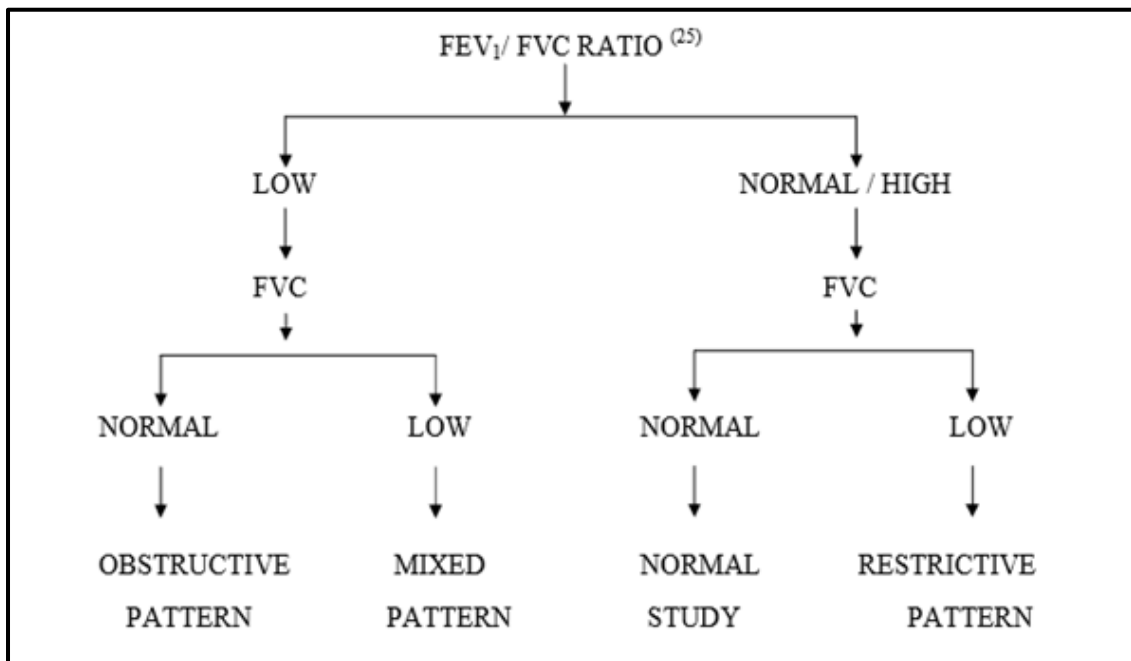 FEV₁/ FVC RATIO ⁽²⁵⁾
LOW
NORMAL / HIGH
FVC
FVC
NORMAL
LOW
NORMAL
LOW
OBSTRUCTIVE
PATTERN
MIXED
PATTERN
NORMAL
STUDY
RESTRICTIVE
PATTERN